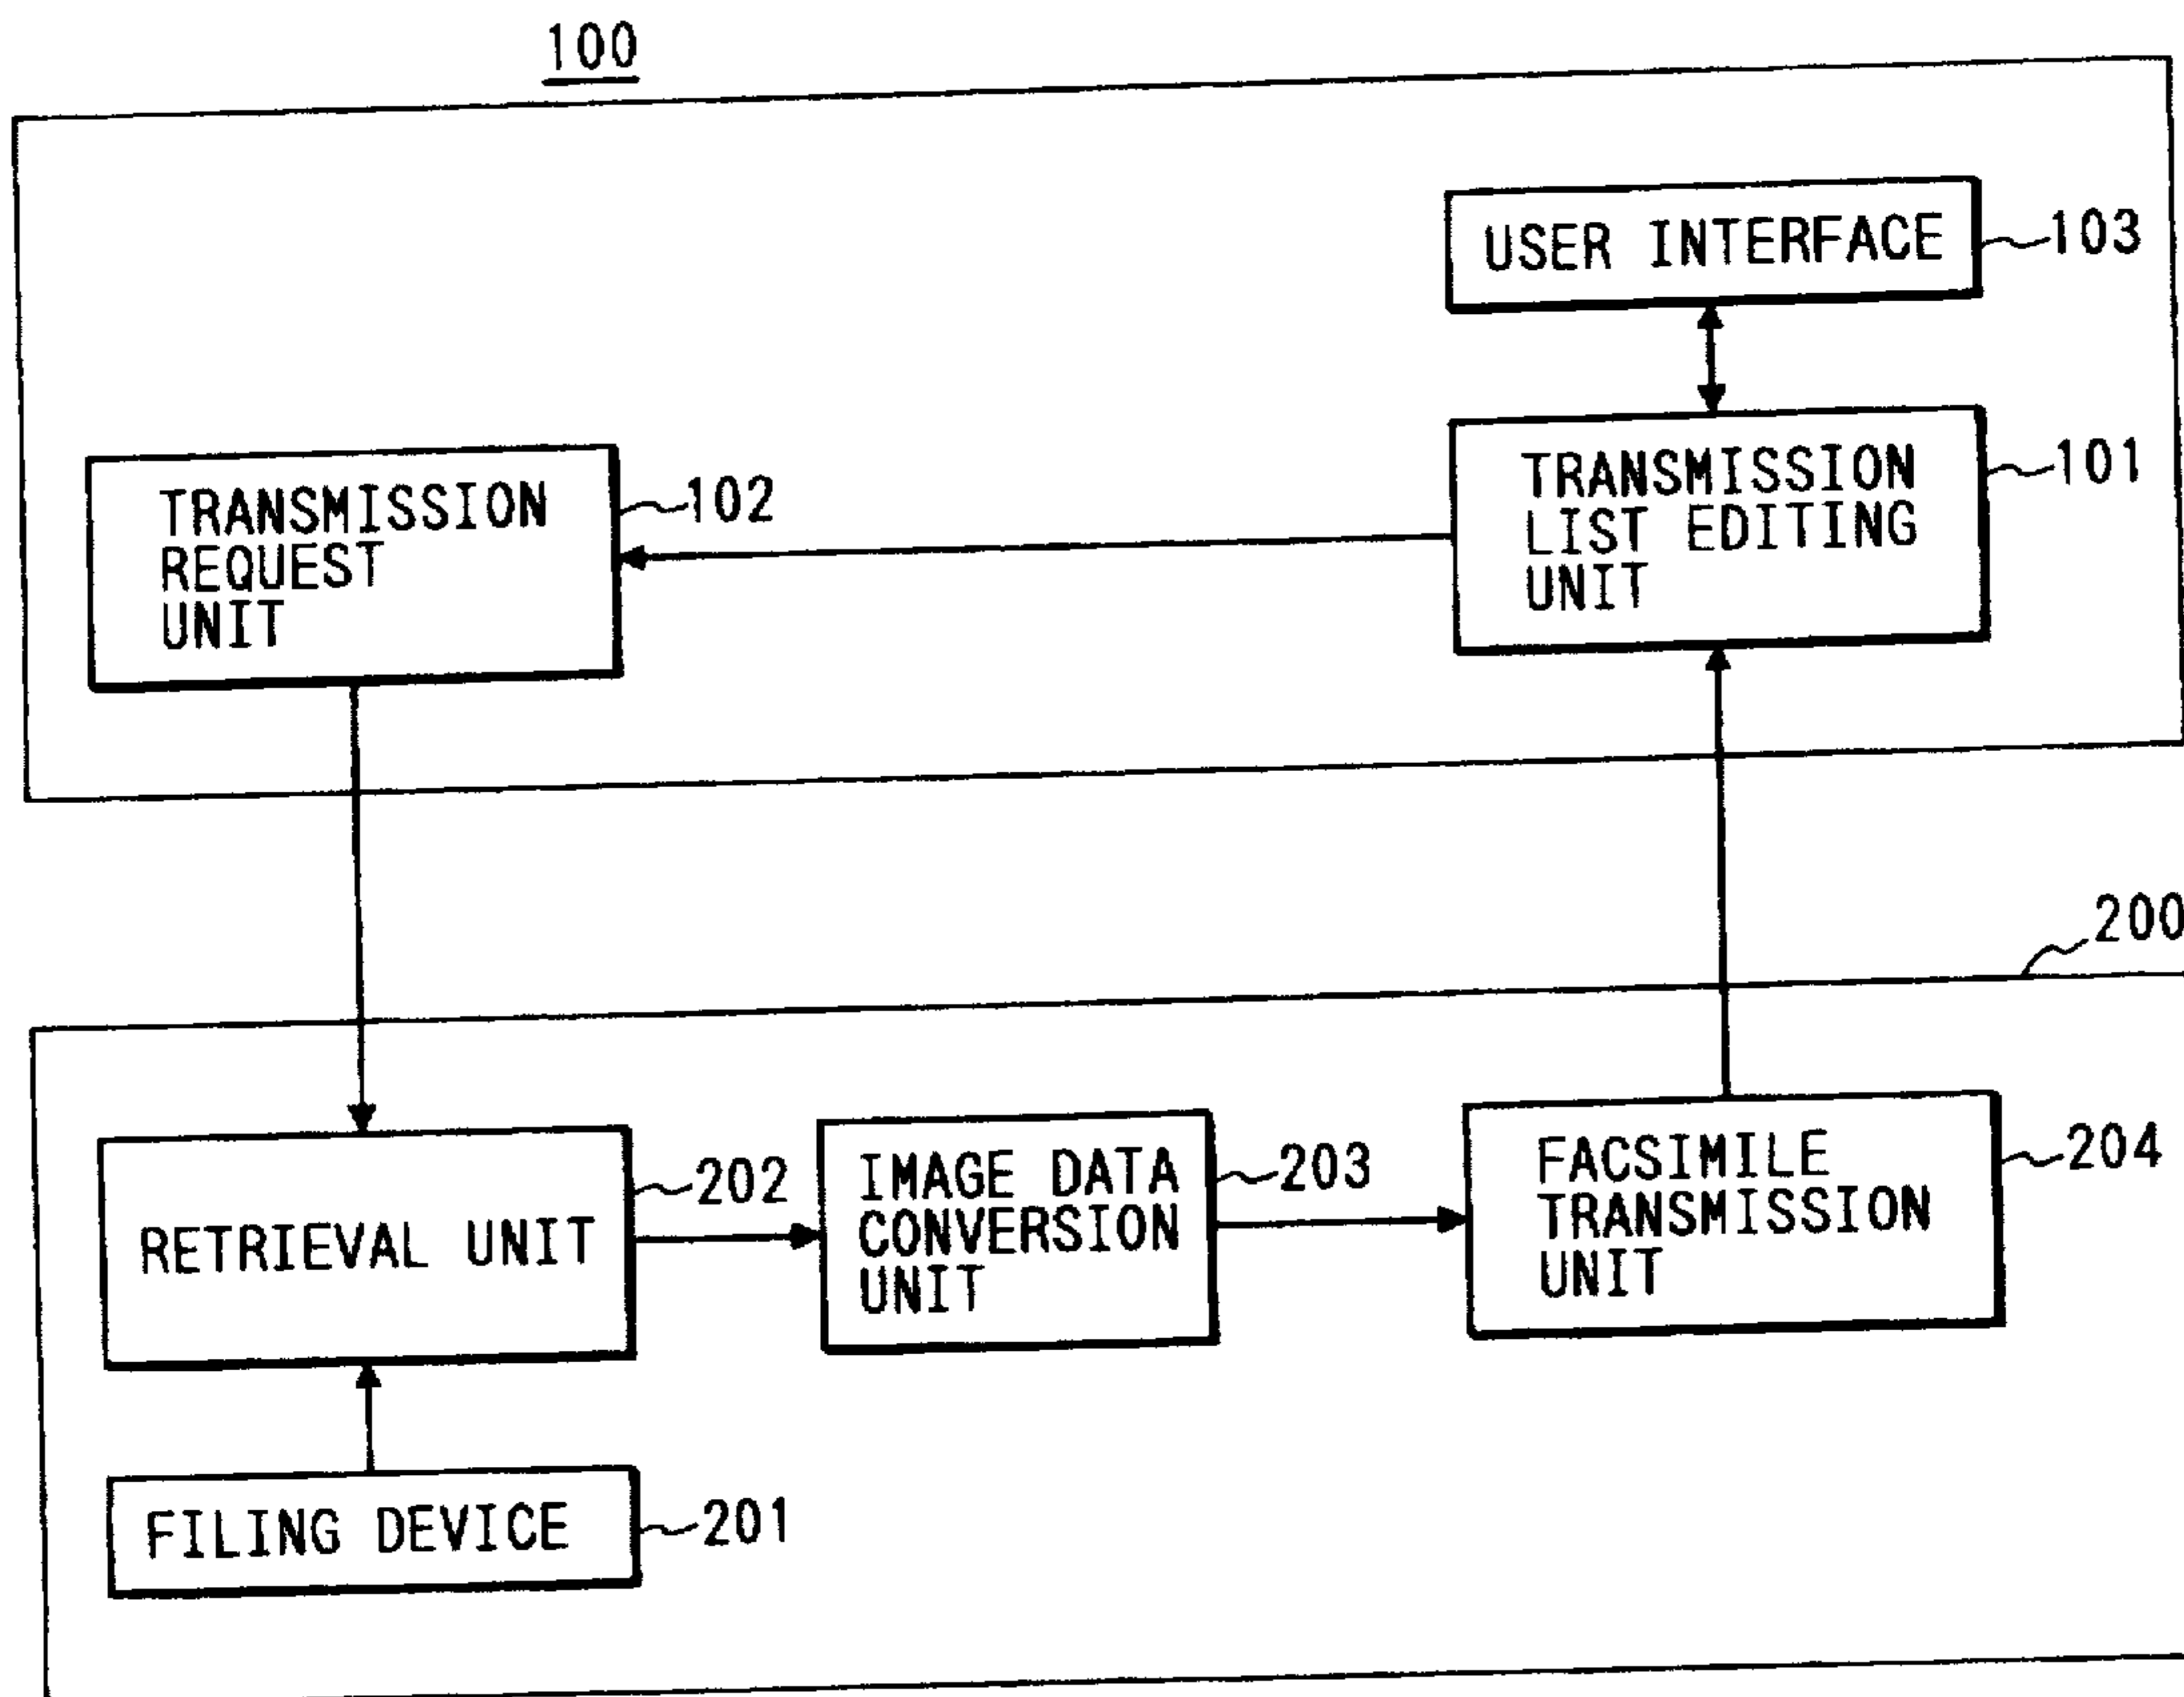 100
USER INTERFACE
103
TRANSMISSION
LIST EDITING
UNIT
101
TRANSMISSION
REQUEST
UNIT
102
200
RETRIEVAL UNIT
202
IMAGE DATA
CONVERSION
UNIT
203
FACSIMILE
TRANSMISSION
UNIT
204
FILING DEVICE
201